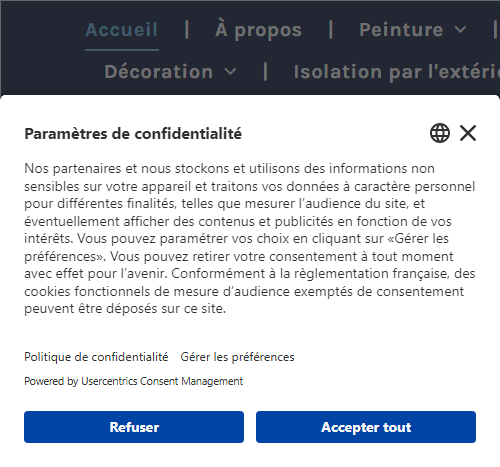 Accueil | À propos | Peinture |
Décoration | Isolation par l'extéri
Paramètres de confidentialité
Nos partenaires et nous stockons et utilisons des informations non
sensibles sur votre appareil et traitons vos données à caractère personnel
pour différentes finalités, telles que mesurer l’audience du site, et
éventuellement afficher des contenus et publicités en fonction de vos
intérêts. Vous pouvez paramétrer vos choix en cliquant sur «Gérer les
préférences». Vous pouvez retirer votre consentement à tout moment
avec effet pour l’avenir. Conformément à la règlementation française, des
cookies fonctionnels de mesure d’audience exemptés de consentement
peuvent être déposés sur ce site.
Politique de confidentialité Gérer les préférences
Powered by Usercentrics Consent Management
Refuser Accepter tout